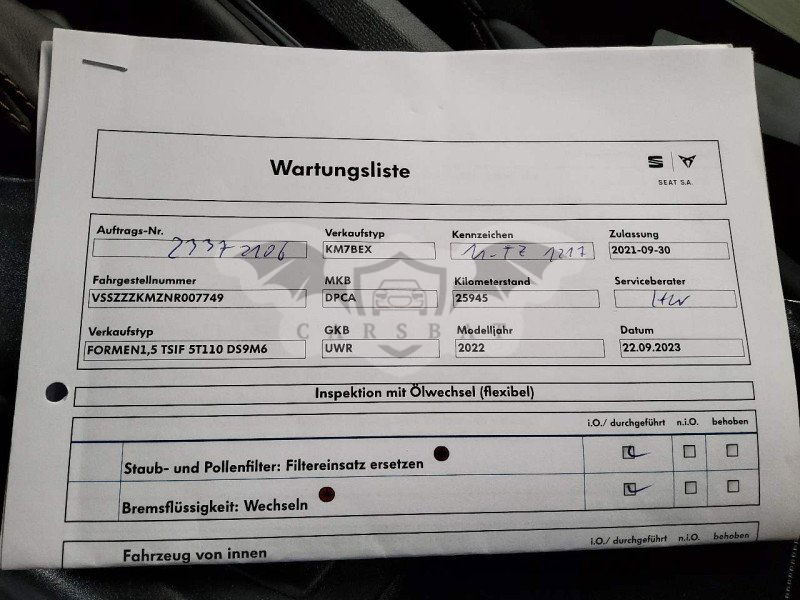 Wartungsliste
SEAT S.A.
Auftrags-Nr. Verkaufstyp Kennzeichen Zulassung
23372106 KM7BEX 2021-09-30
Fahrgestellnummer MKB Kilometerstand Serviceberater
VSSZZZKMZNR007749 DPCA 25945
Verkaufstyp GKB Modelljahr Datum
FORMEN1,5 TSIF 5T110 DS9M6 UWR 2022 22.09.2023
CARSBAT
Inspektion mit Ölwechsel (flexibel)
i.O./ durchgeführt n.i.O. behoben
Staub- und Pollenfilter: Filtereinsatz ersetzen
Bremsflüssigkeit: Wechseln
Fahrzeug von innen i.O./ durchgeführt n.i.O. behoben